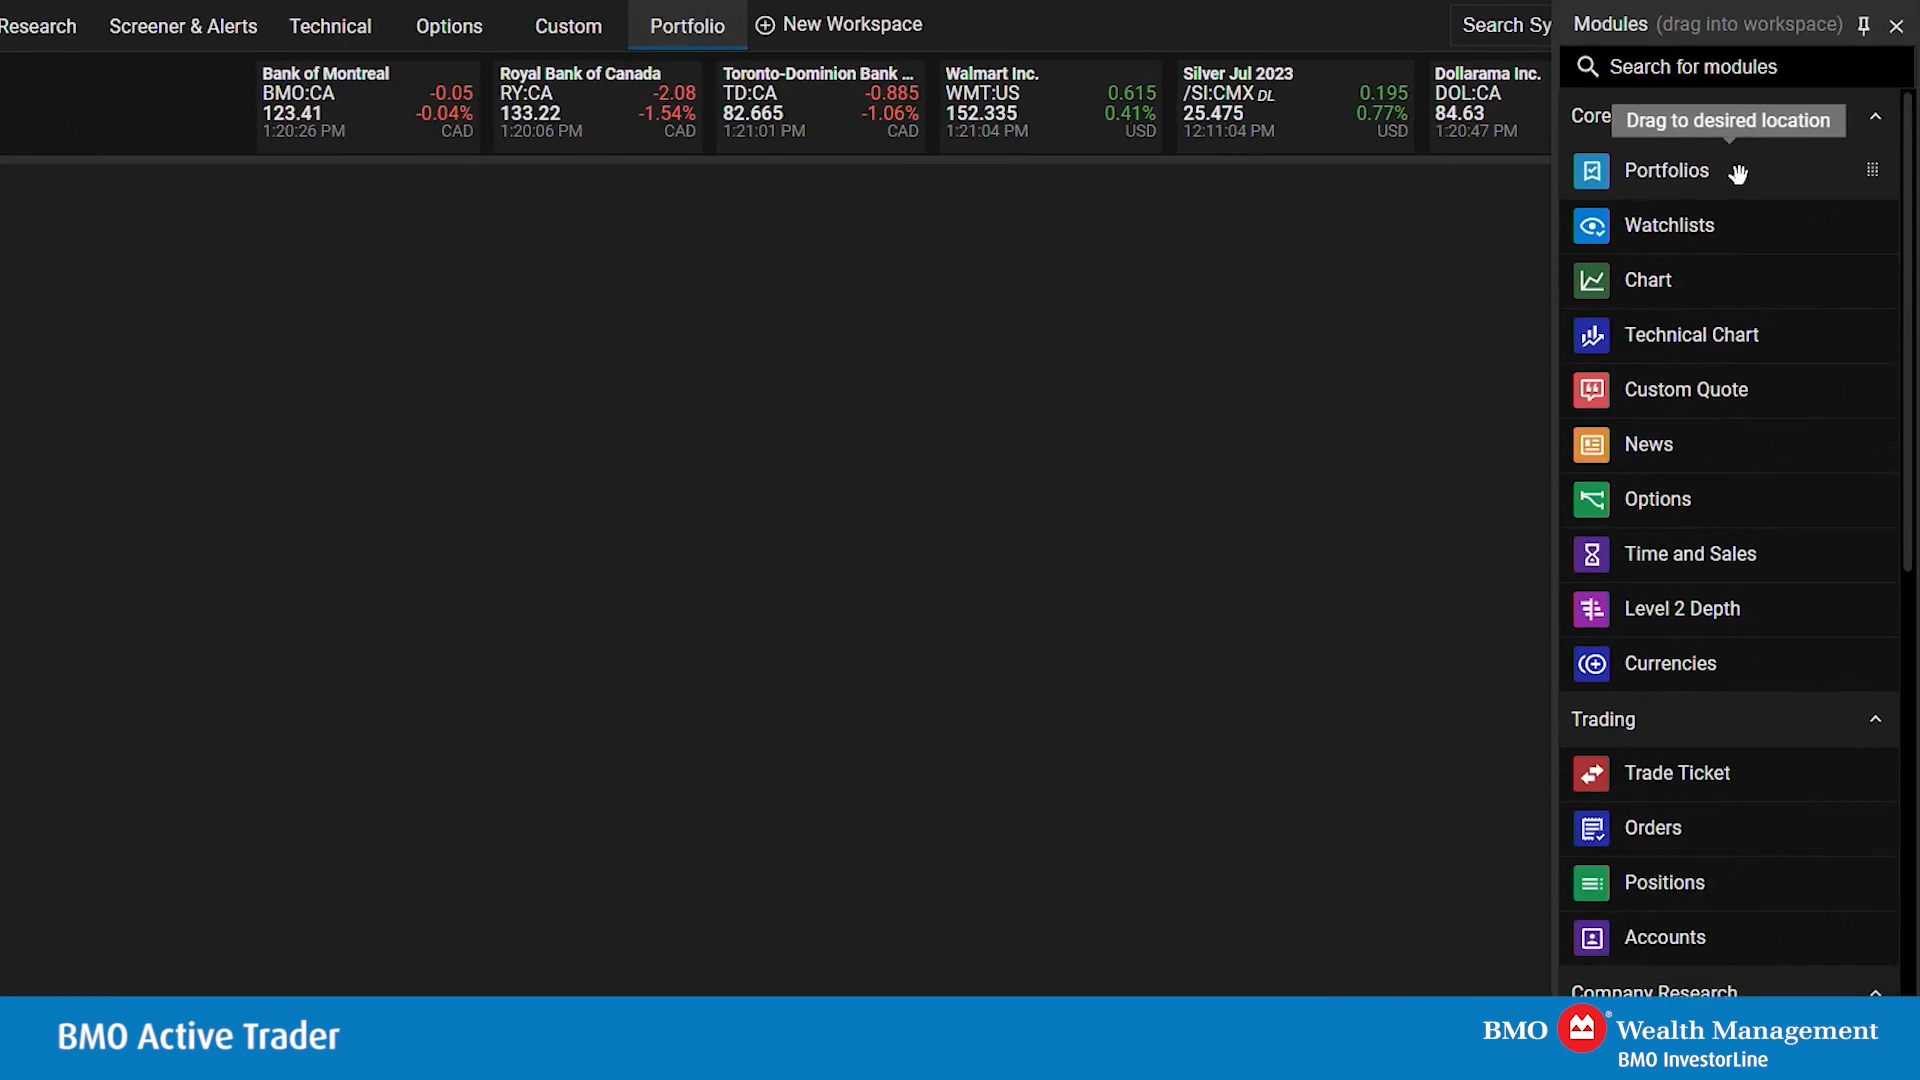 Research Screener & Alerts Technical Options Custom Portfolio New Workspace Search Sy
Modules (drag into workspace)
Search for modules
Bank of Montreal
BMO:CA -0.05
123.41 -0.04%
1:20:26 PM CAD
Royal Bank of Canada
RY:CA -2.08
133.22 -1.54%
1:20:06 PM CAD
Toronto-Dominion Bank ...
TD:CA -0.885
82.665 -1.06%
1:21:01 PM CAD
Walmart Inc.
WMT:US 0.615
152.335 0.41%
1:21:04 PM USD
Silver Jul 2023
/SI:CMX DL 0.195
25.475 0.77%
12:11:04 PM USD
Dollarama Inc.
DOL:CA
84.63
1:20:47 PM
Core
Drag to desired location
Portfolios
Watchlists
Chart
Technical Chart
Custom Quote
News
Options
Time and Sales
Level 2 Depth
Currencies
Trading
Trade Ticket
Orders
Positions
Accounts
Company Research
BMO Active Trader
BMO ® Wealth Management
BMO InvestorLine